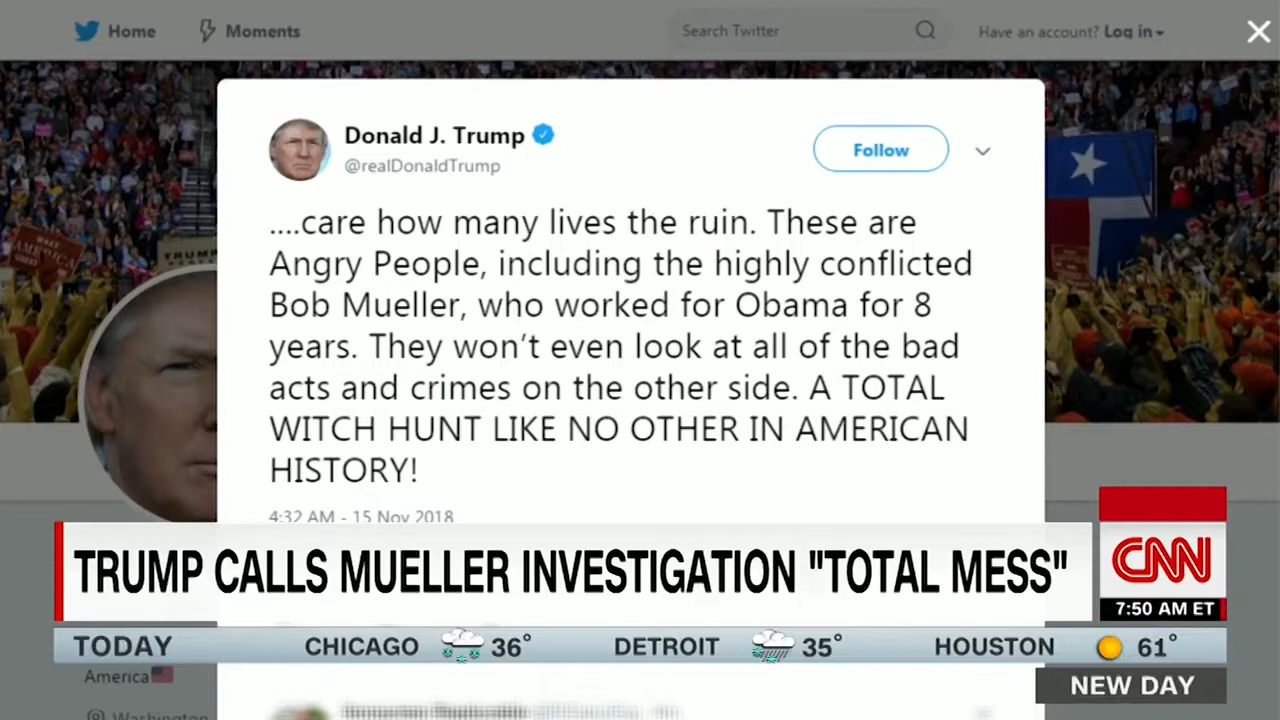 Home
Moments
Search Twitter
Have an account? Log in
Donald J. Trump
@realDonaldTrump
Follow
....care how many lives the ruin. These are
Angry People, including the highly conflicted
Bob Mueller, who worked for Obama for 8
years. They won't even look at all of the bad
acts and crimes on the other side. A TOTAL
WITCH HUNT LIKE NO OTHER IN AMERICAN
HISTORY!
4:32 AM - 15 Nov 2018
TRUMP CALLS MUELLER INVESTIGATION "TOTAL MESS"
CNN
7:50 AM ET
TODAY CHICAGO 36° DETROIT 35° HOUSTON 61°
America
NEW DAY
Washington